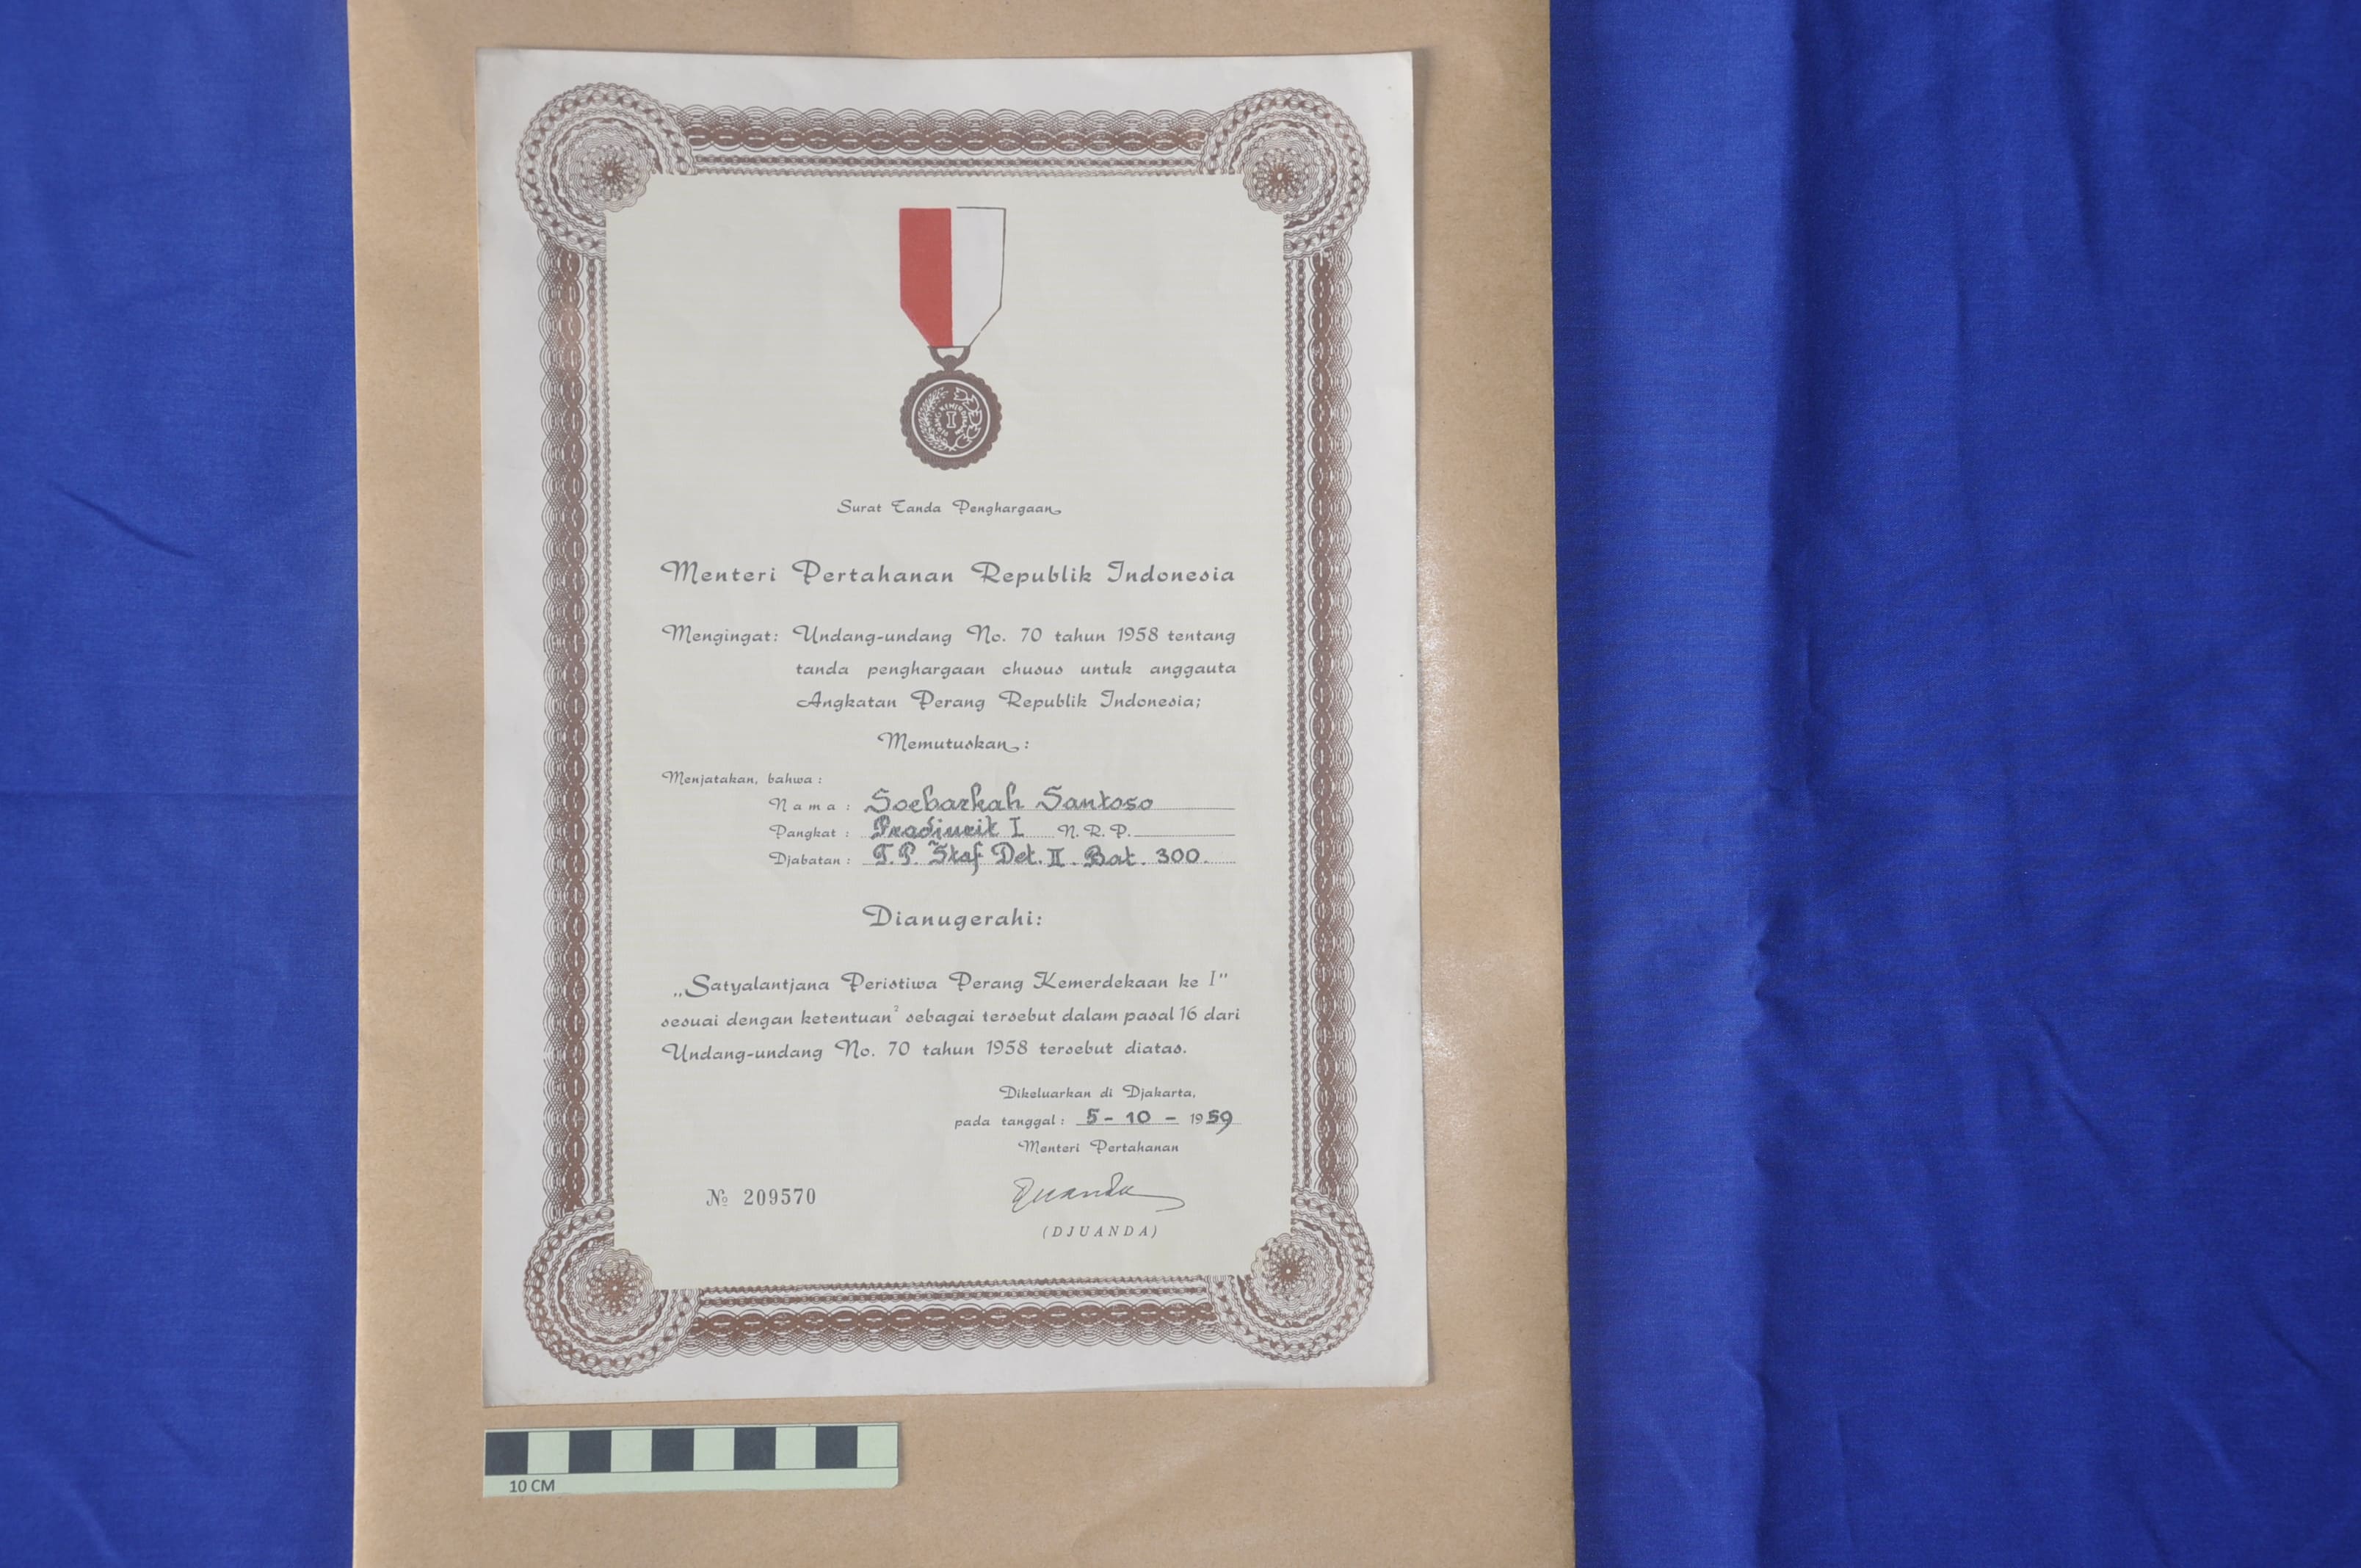 Surat Tanda Penghargaan
Menteri Pertahanan Republik Indonesia
Mengingat: Undang-undang No. 70 tahun 1958 tentang
tanda penghargaan chusus untuk anggauta
Angkatan Perang Republik Indonesia;
Memutuskan:
Menjatakan, bahwa:
Nama: Soebarkah Santoso
Pangkat: Pradjurit I N.R.P.
Djabatan: T.P. Staf Det. II. Bat. 300.
Dianugerahi:
„Satyalantjana Peristiwa Perang Kemerdekaan ke I"
sesuai dengan ketentuan² sebagai tersebut dalam pasal 16 dari
Undang-undang No. 70 tahun 1958 tersebut diatas.
Dikeluarkan di Djakarta,
pada tanggal: 5-10-1959
Menteri Pertahanan
Djuanda
№ 209570
(DJUANDA)
10 CM